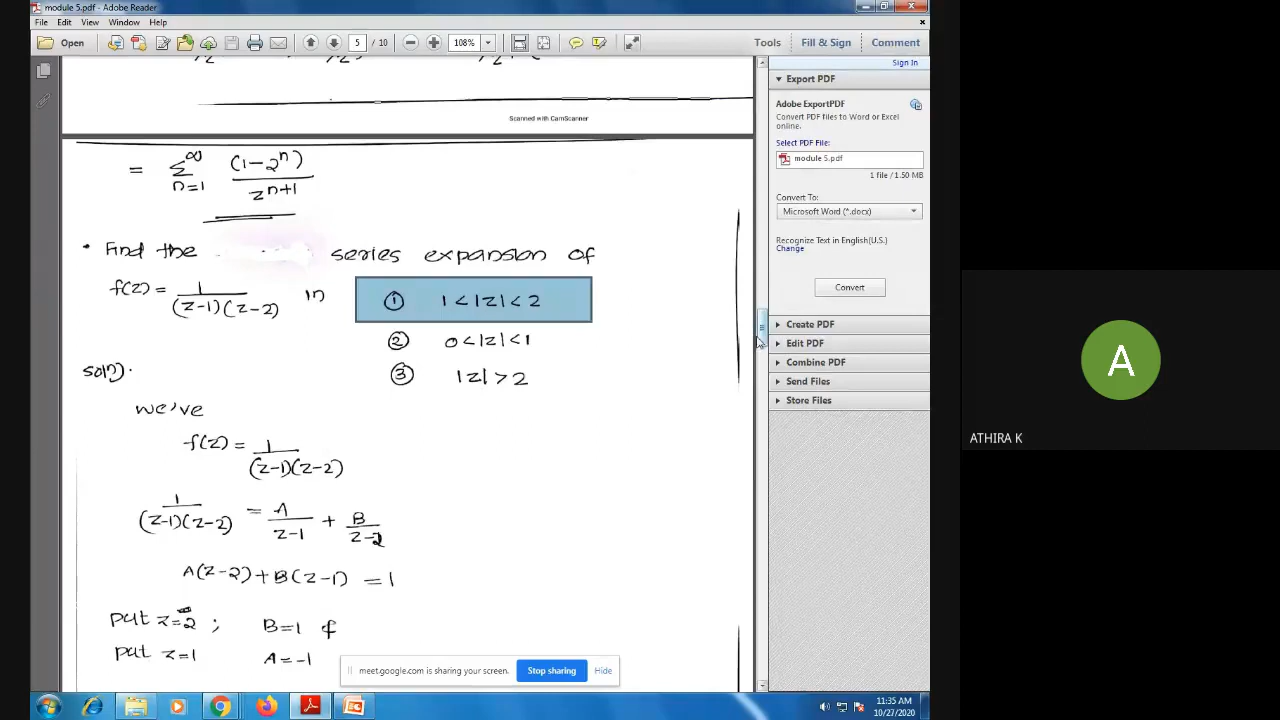 module 5.pdf - Adobe Reader
File Edit View Window Help
Open 5 / 10 108% Tools Fill & Sign Comment
Sign In
Scanned with CamScanner
= ∞ Σ n=1 (1-2^n) / z^{n+1}
• Find the series expansion of
f(z) = 1/((z-1)(z-2)) in ① 1 < |z| < 2
② 0 < |z| < 1
③ |z| > 2
Soln).
we've
f(z) = 1/((z-1)(z-2))
1/((z-1)(z-2)) = A/(z-1) + B/(z-2)
A(z-2)+B(z-1) = 1
put z=2 ; B=1 &
put z=1 A=-1
Export PDF
Adobe ExportPDF
Convert PDF files to Word or Excel
online.
Select PDF File:
module 5.pdf
1 file / 1.50 MB
Convert To:
Microsoft Word (*.docx)
Recognize Text in English(U.S.)
Change
Convert
Create PDF
Edit PDF
Combine PDF
Send Files
Store Files
A
ATHIRA K
meet.google.com is sharing your screen. Stop sharing Hide
11:35 AM
10/27/2020